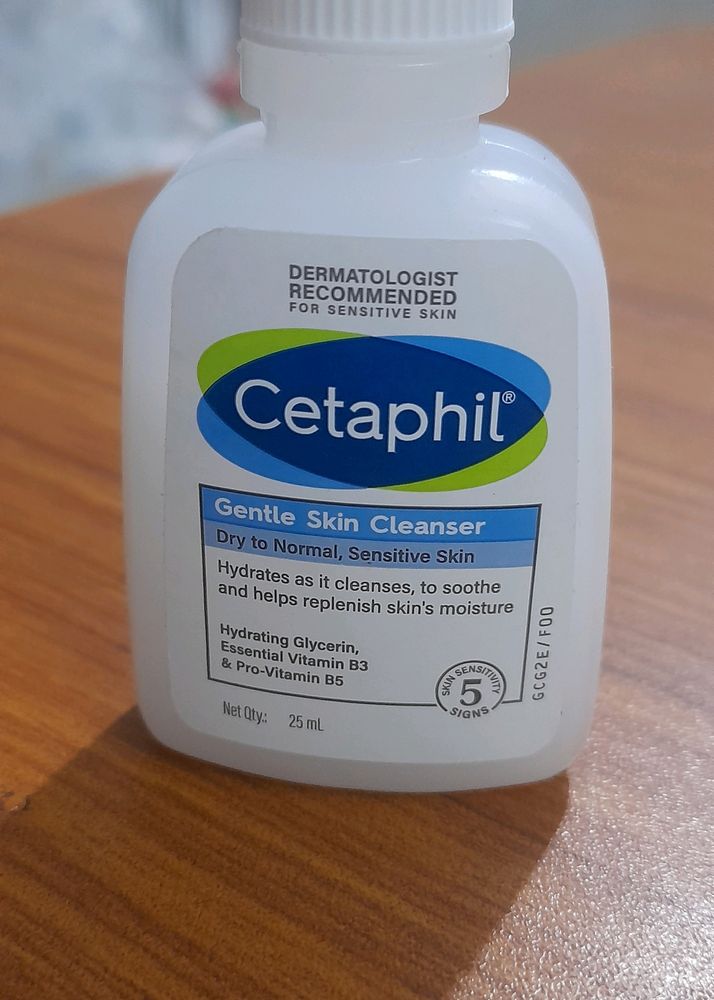 DERMATOLOGIST
RECOMMENDED
FOR SENSITIVE SKIN
Cetaphil®
Gentle Skin Cleanser
Dry to Normal, Sensitive Skin
Hydrates as it cleanses, to soothe
and helps replenish skin's moisture
Hydrating Glycerin,
Essential Vitamin B3
& Pro-Vitamin B5
SKIN SENSITIVITY
5
SIGNS
GCG2E/F00
Net Qty.: 25 mL